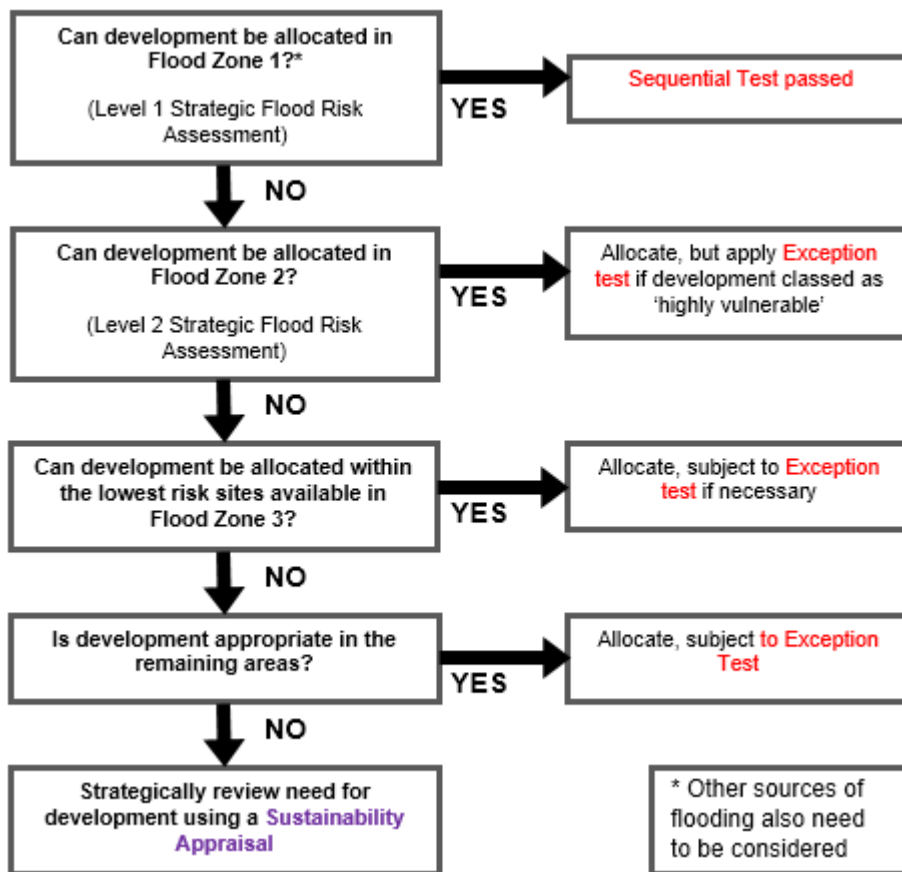 Can development be allocated in
Flood Zone 1?*
(Level 1 Strategic Flood Risk
Assessment)
YES
Sequential Test passed
NO
Can development be allocated in
Flood Zone 2?
(Level 2 Strategic Flood Risk
Assessment)
YES
Allocate, but apply Exception
test if development classed as
‘highly vulnerable’
NO
Can development be allocated within
the lowest risk sites available in
Flood Zone 3?
YES
Allocate, subject to Exception
test if necessary
NO
Is development appropriate in the
remaining areas?
YES
Allocate, subject to Exception
Test
NO
Strategically review need for
development using a Sustainability
Appraisal
* Other sources of
flooding also need
to be considered